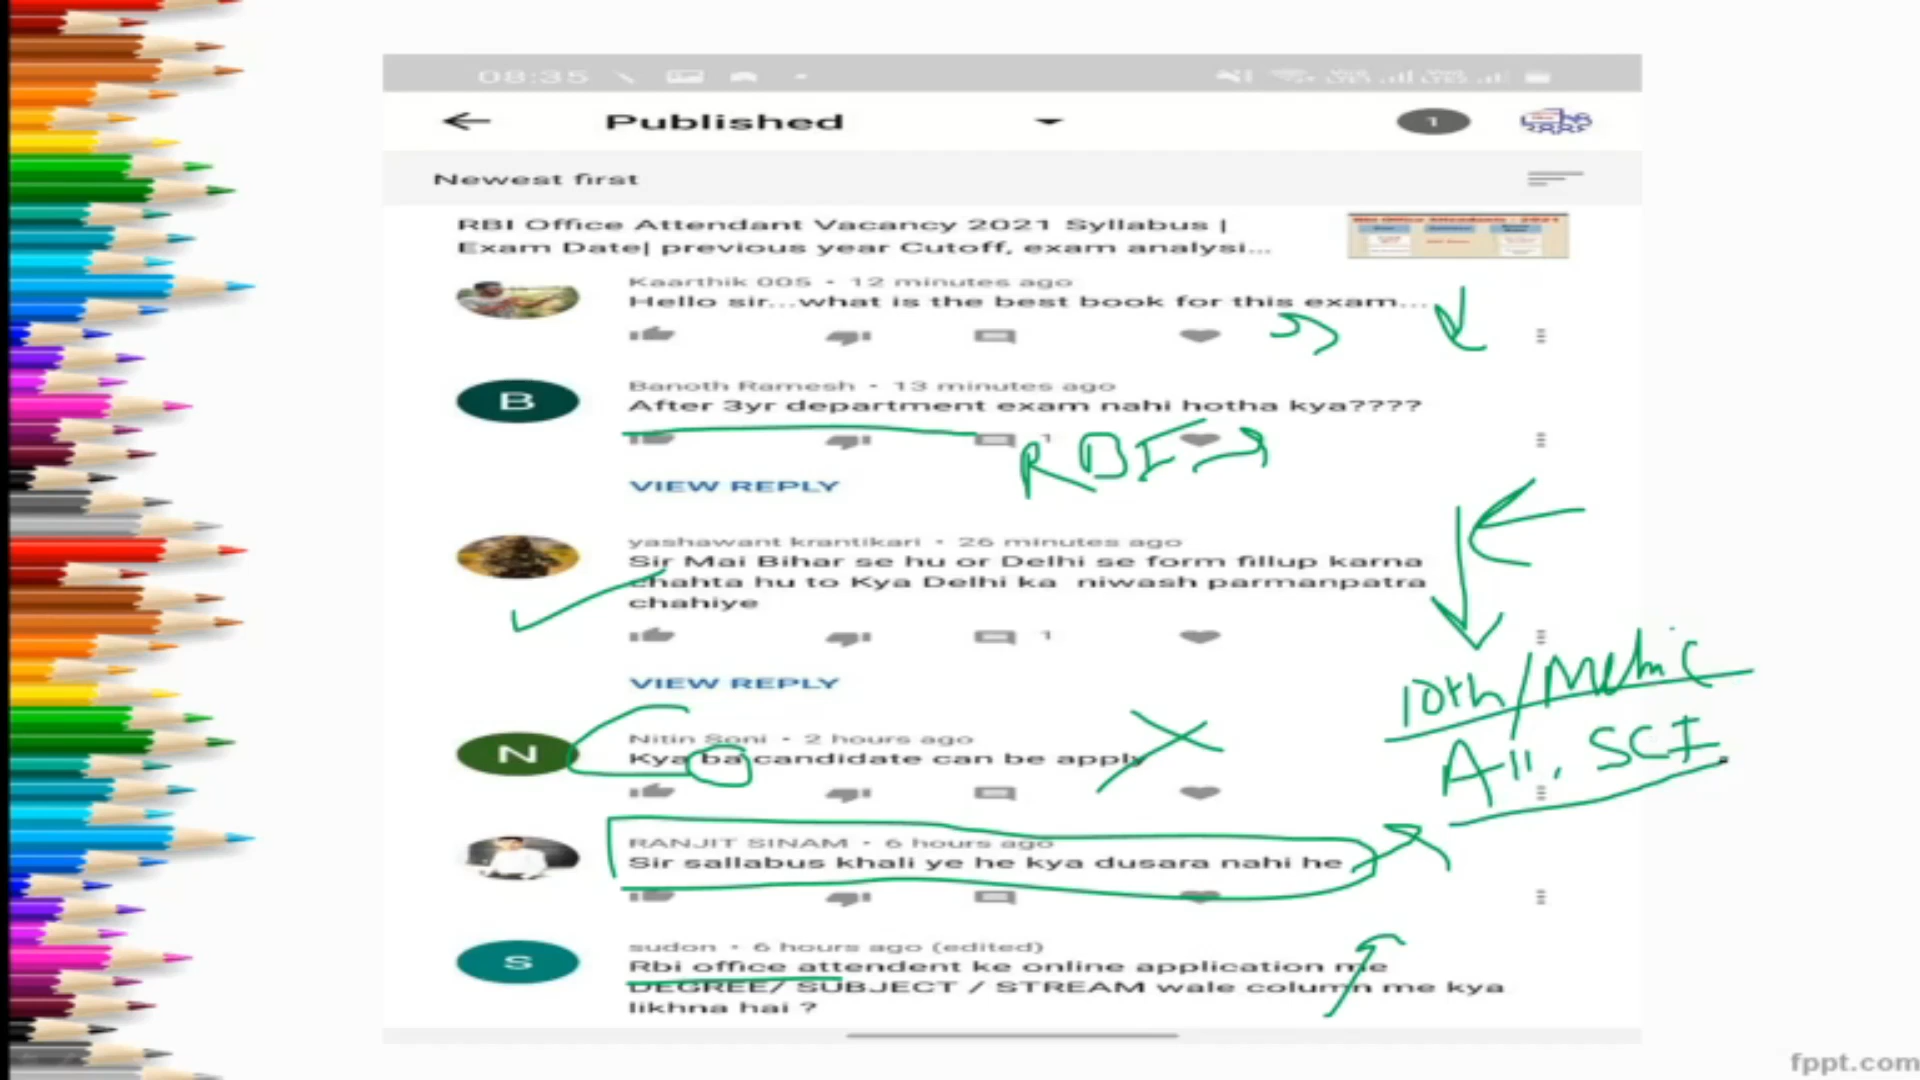 08:35
Published
1
Newest first
RBI Office Attendant Vacancy 2021 Syllabus |
Exam Date| previous year Cutoff, exam analysi...
Kaarthik 005 • 12 minutes ago
Hello sir...what is the best book for this exam...
B
Banoth Ramesh • 13 minutes ago
After 3yr department exam nahi hotha kya????
1
RBI
VIEW REPLY
yashawant krantikari • 26 minutes ago
Sir Mai Bihar se hu or Delhi se form fillup karna
chahta hu to Kya Delhi ka niwash parmanpatra
chahiye
1
VIEW REPLY
10th/Metric
All. SCI
N
Nitin Soni • 2 hours ago
Kya ba candidate can be apply
RANJIT SINAM • 6 hours ago
Sir sallabus khali ye he kya dusara nahi he
S
sudon • 6 hours ago (edited)
Rbi office attendent ke online application me
DEGREE/ SUBJECT / STREAM wale column me kya
likhna hai ?
fppt.com